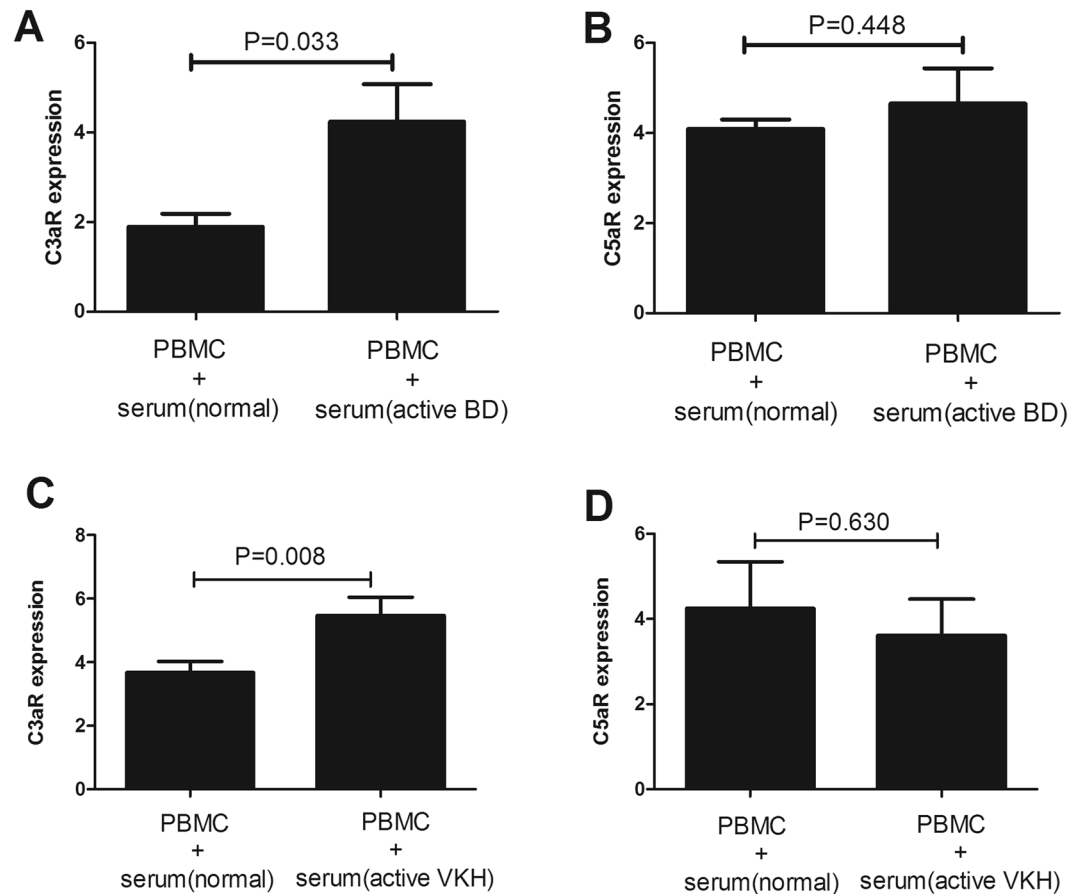 A
P=0.033
6
4
2
0
C3aR expression
PBMC
+
serum(normal)
PBMC
+
serum(active BD)
B
P=0.448
6
4
2
0
C5aR expression
PBMC
+
serum(normal)
PBMC
+
serum(active BD)
C
P=0.008
8
6
4
2
0
C3aR expression
PBMC
+
serum(normal)
PBMC
+
serum(active VKH)
D
P=0.630
6
4
2
0
C5aR expression
PBMC
+
serum(normal)
PBMC
+
serum(active VKH)